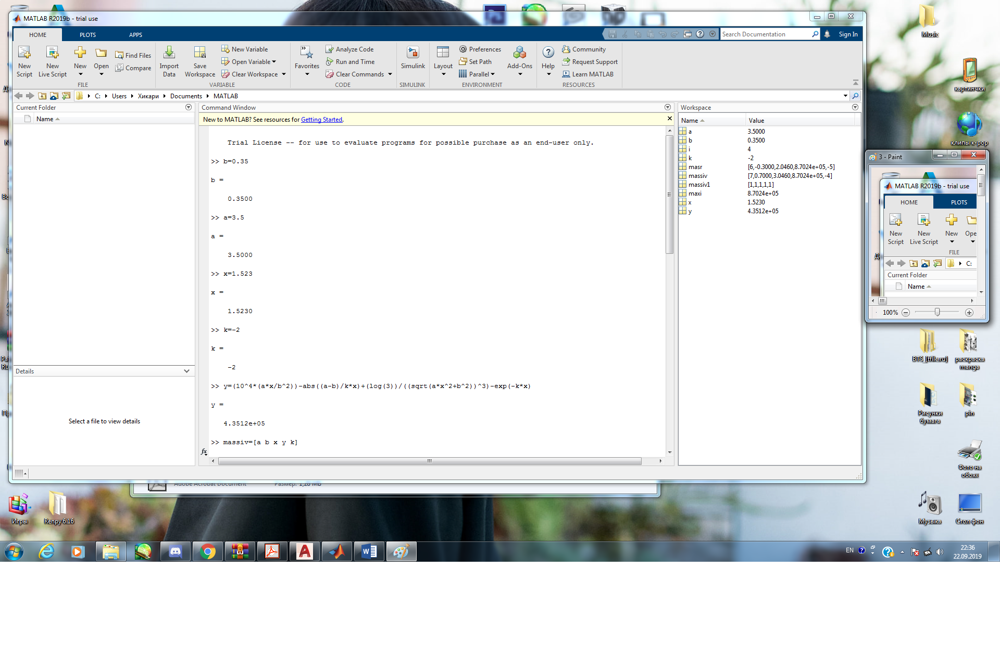 MATLAB R2019b - trial use
HOME PLOTS APPS
Search Documentation Sign In
New Script
New Live Script
New
Open
Find Files
Compare
FILE
Import Data
Save Workspace
New Variable
Open Variable
Clear Workspace
VARIABLE
Favorites
Analyze Code
Run and Time
Clear Commands
CODE
Simulink
SIMULINK
Layout
Preferences
Set Path
Parallel
Add-Ons
ENVIRONMENT
Help
Community
Request Support
Learn MATLAB
RESOURCES
C: Users Хикари Documents MATLAB
Current Folder
Name
Details
Select a file to view details
Command Window
New to MATLAB? See resources for Getting Started.
Trial License -- for use to evaluate programs for possible purchase as an end-user only.
>> b=0.35
b =
0.3500
>> a=3.5
a =
3.5000
>> x=1.523
x =
1.5230
>> k=-2
k =
-2
>> y=(10^4*(a*x/b^2))-abs((a-b)/k*x)+(log(3))/((sqrt(a*x^2+b^2))^3)-exp(-k*x)
y =
4.3512e+05
>> massiv=[a b x y k]
fx
Workspace
Name Value
a 3.5000
b 0.3500
i 4
k -2
masr [6,-0.3000,2.0460,8.7024e+05,-5]
massiv [7,0.7000,3.0460,8.7024e+05,-4]
massiv1 [1,1,1,1,1]
maxi 8.7024e+05
x 1.5230
y 4.3512e+05
Adobe Acrobat Document Размер: 1,28 МБ
Music
картинчки
клипы к-рор
3 - Paint
MATLAB R2019b - trial use
HOME PLOTS
New Script
New Live Script
New
Ope
FILE
C:
Current Folder
Name
100%
BTS_[tfile.ru]
раскраска manga
Рисунки бумага
pin
Фото на обоях
Музыка
Стол фон
Игры
Renpy 6.16
EN
22:36
22.09.2019